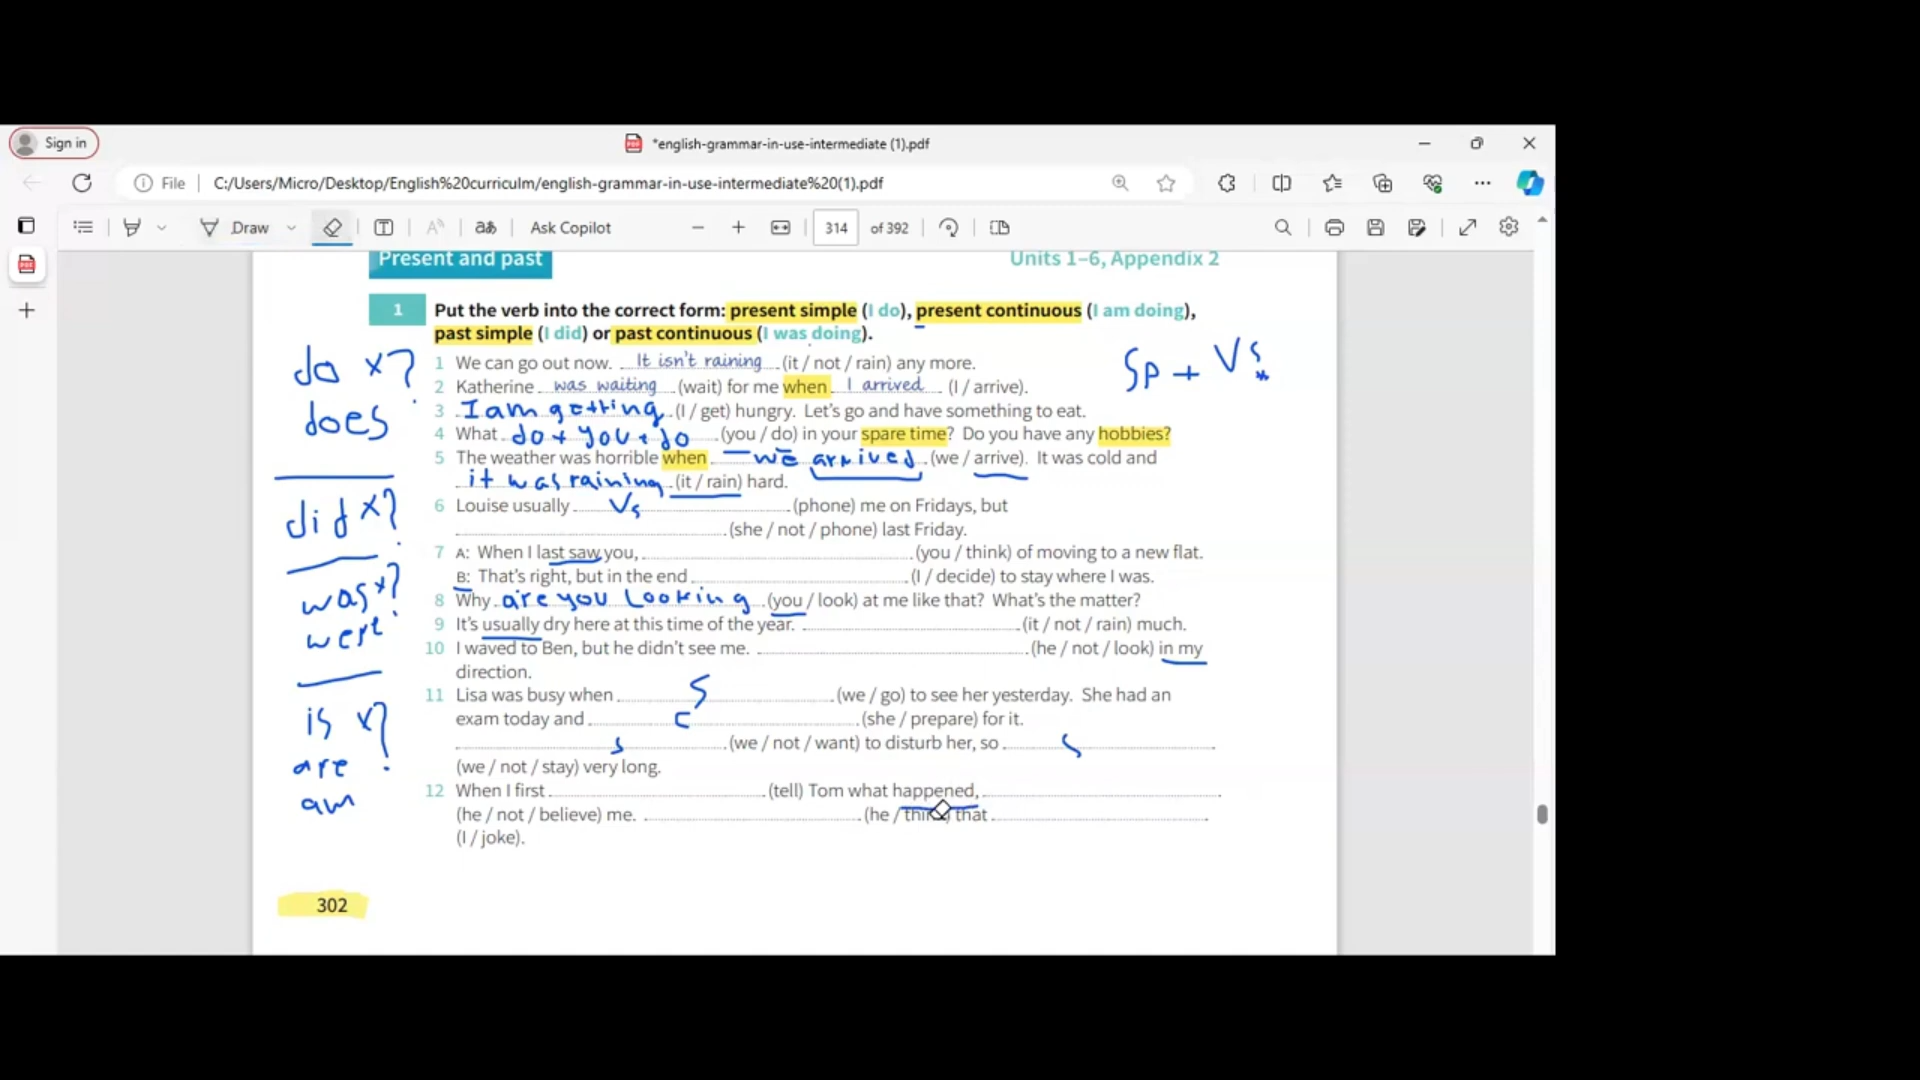 Sign in
*english-grammar-in-use-intermediate (1).pdf
File | C:/Users/Micro/Desktop/English%20curriculm/english-grammar-in-use-intermediate%20(1).pdf
Draw aあ Ask Copilot 314 of 392
Present and past Units 1–6, Appendix 2
1 Put the verb into the correct form: present simple (I do), present continuous (I am doing),
past simple (I did) or past continuous (I was doing).
1 We can go out now. It isn't raining (it / not / rain) any more.
2 Katherine was waiting (wait) for me when I arrived (I / arrive).
3 I am getting (I / get) hungry. Let's go and have something to eat.
4 What do + you + do (you / do) in your spare time? Do you have any hobbies?
5 The weather was horrible when we arrived (we / arrive). It was cold and
it was raining (it / rain) hard.
6 Louise usually Vs (phone) me on Fridays, but
(she / not / phone) last Friday.
7 A: When I last saw you, (you / think) of moving to a new flat.
B: That's right, but in the end (I / decide) to stay where I was.
8 Why are you Looking (you / look) at me like that? What's the matter?
9 It's usually dry here at this time of the year. (it / not / rain) much.
10 I waved to Ben, but he didn't see me. (he / not / look) in my
direction.
11 Lisa was busy when S (we / go) to see her yesterday. She had an
exam today and C (she / prepare) for it.
S (we / not / want) to disturb her, so S
(we / not / stay) very long.
12 When I first (tell) Tom what happened,
(he / not / believe) me. (he / think) that
(I / joke).
302
do x?
does
did x?
was x?
were
is x?
are
am
Sp + Vs